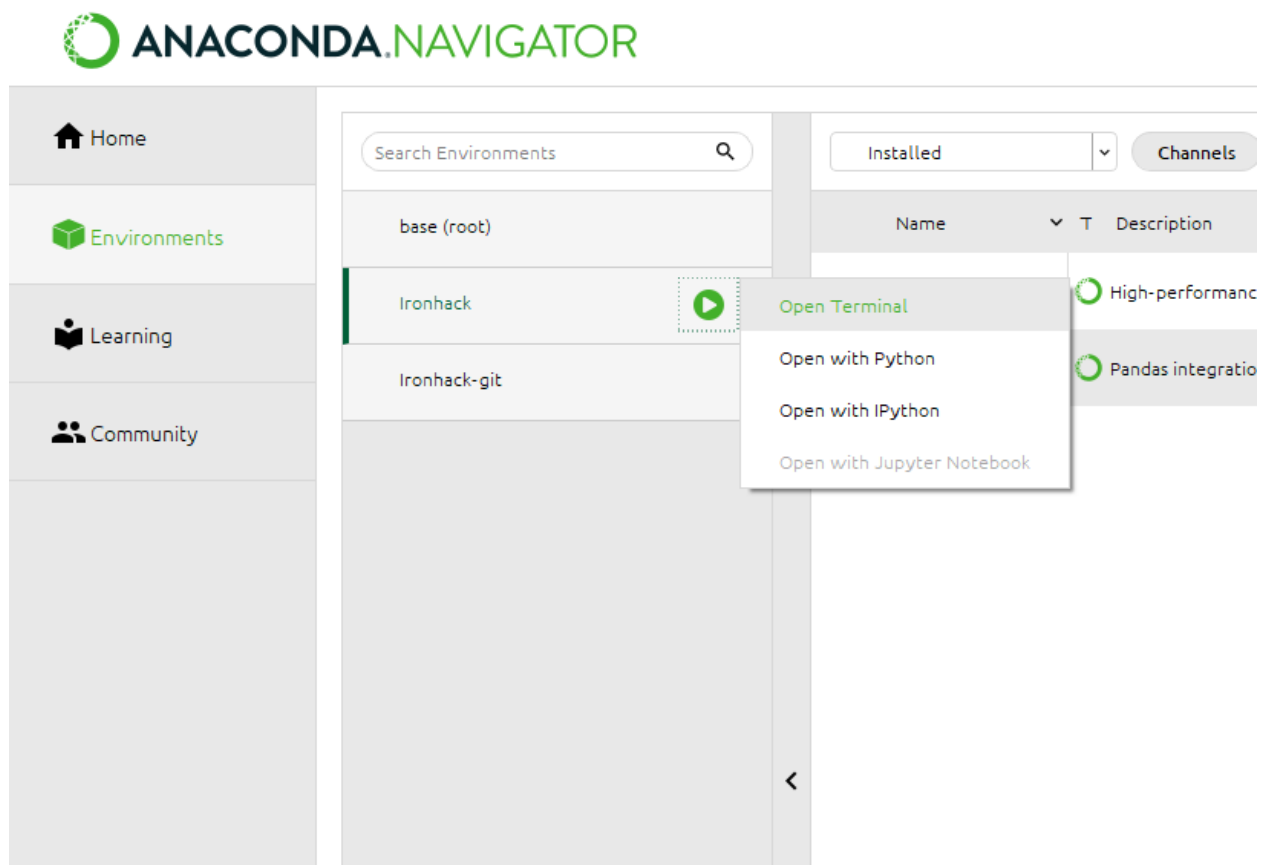 ANACONDA.NAVIGATOR
Home
Environments
Learning
Community
Search Environments
base (root)
Ironhack
Ironhack-git
Open Terminal
Open with Python
Open with IPython
Open with Jupyter Notebook
Installed
Channels
Name T Description
High-performanc
Pandas integratio